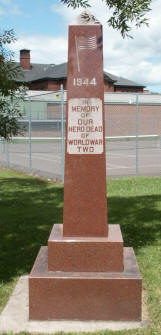 1944
IN
MEMORY
OF
OUR
HERO DEAD
OF
WORLD WAR
TWO